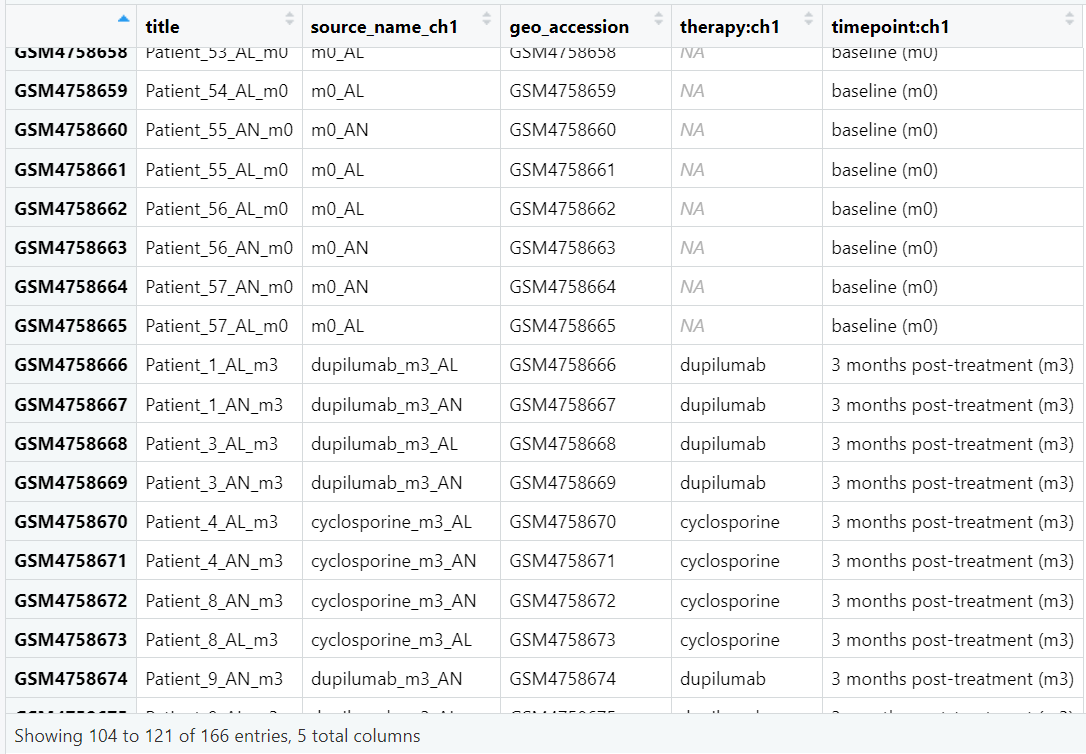 title source_name_ch1 geo_accession therapy:ch1 timepoint:ch1
GSM4758658 Patient_53_AL_m0 m0_AL GSM4758658 NA baseline (m0)
GSM4758659 Patient_54_AL_m0 m0_AL GSM4758659 NA baseline (m0)
GSM4758660 Patient_55_AN_m0 m0_AN GSM4758660 NA baseline (m0)
GSM4758661 Patient_55_AL_m0 m0_AL GSM4758661 NA baseline (m0)
GSM4758662 Patient_56_AL_m0 m0_AL GSM4758662 NA baseline (m0)
GSM4758663 Patient_56_AN_m0 m0_AN GSM4758663 NA baseline (m0)
GSM4758664 Patient_57_AN_m0 m0_AN GSM4758664 NA baseline (m0)
GSM4758665 Patient_57_AL_m0 m0_AL GSM4758665 NA baseline (m0)
GSM4758666 Patient_1_AL_m3 dupilumab_m3_AL GSM4758666 dupilumab 3 months post-treatment (m3)
GSM4758667 Patient_1_AN_m3 dupilumab_m3_AN GSM4758667 dupilumab 3 months post-treatment (m3)
GSM4758668 Patient_3_AL_m3 dupilumab_m3_AL GSM4758668 dupilumab 3 months post-treatment (m3)
GSM4758669 Patient_3_AN_m3 dupilumab_m3_AN GSM4758669 dupilumab 3 months post-treatment (m3)
GSM4758670 Patient_4_AL_m3 cyclosporine_m3_AL GSM4758670 cyclosporine 3 months post-treatment (m3)
GSM4758671 Patient_4_AN_m3 cyclosporine_m3_AN GSM4758671 cyclosporine 3 months post-treatment (m3)
GSM4758672 Patient_8_AN_m3 cyclosporine_m3_AN GSM4758672 cyclosporine 3 months post-treatment (m3)
GSM4758673 Patient_8_AL_m3 cyclosporine_m3_AL GSM4758673 cyclosporine 3 months post-treatment (m3)
GSM4758674 Patient_9_AN_m3 dupilumab_m3_AN GSM4758674 dupilumab 3 months post-treatment (m3)
Showing 104 to 121 of 166 entries, 5 total columns